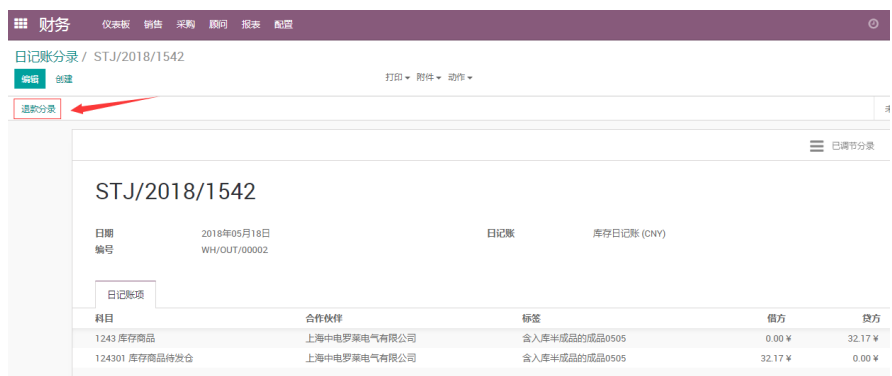 财务 仪表板 销售 采购 顾问 报表 配置
日记账分录 / STJ/2018/1542
编辑 创建 打印 附件 动作
退款分录
已调节分录
STJ/2018/1542
日期 2018年05月18日 日记账 库存日记账 (CNY)
编号 WH/OUT/00002
日记账项
科目 合作伙伴 标签 借方 贷方
1243 库存商品 上海中电罗莱电气有限公司 含入库半成品的成品0505 0.00 ¥ 32.17 ¥
124301 库存商品待发仓 上海中电罗莱电气有限公司 含入库半成品的成品0505 32.17 ¥ 0.00 ¥